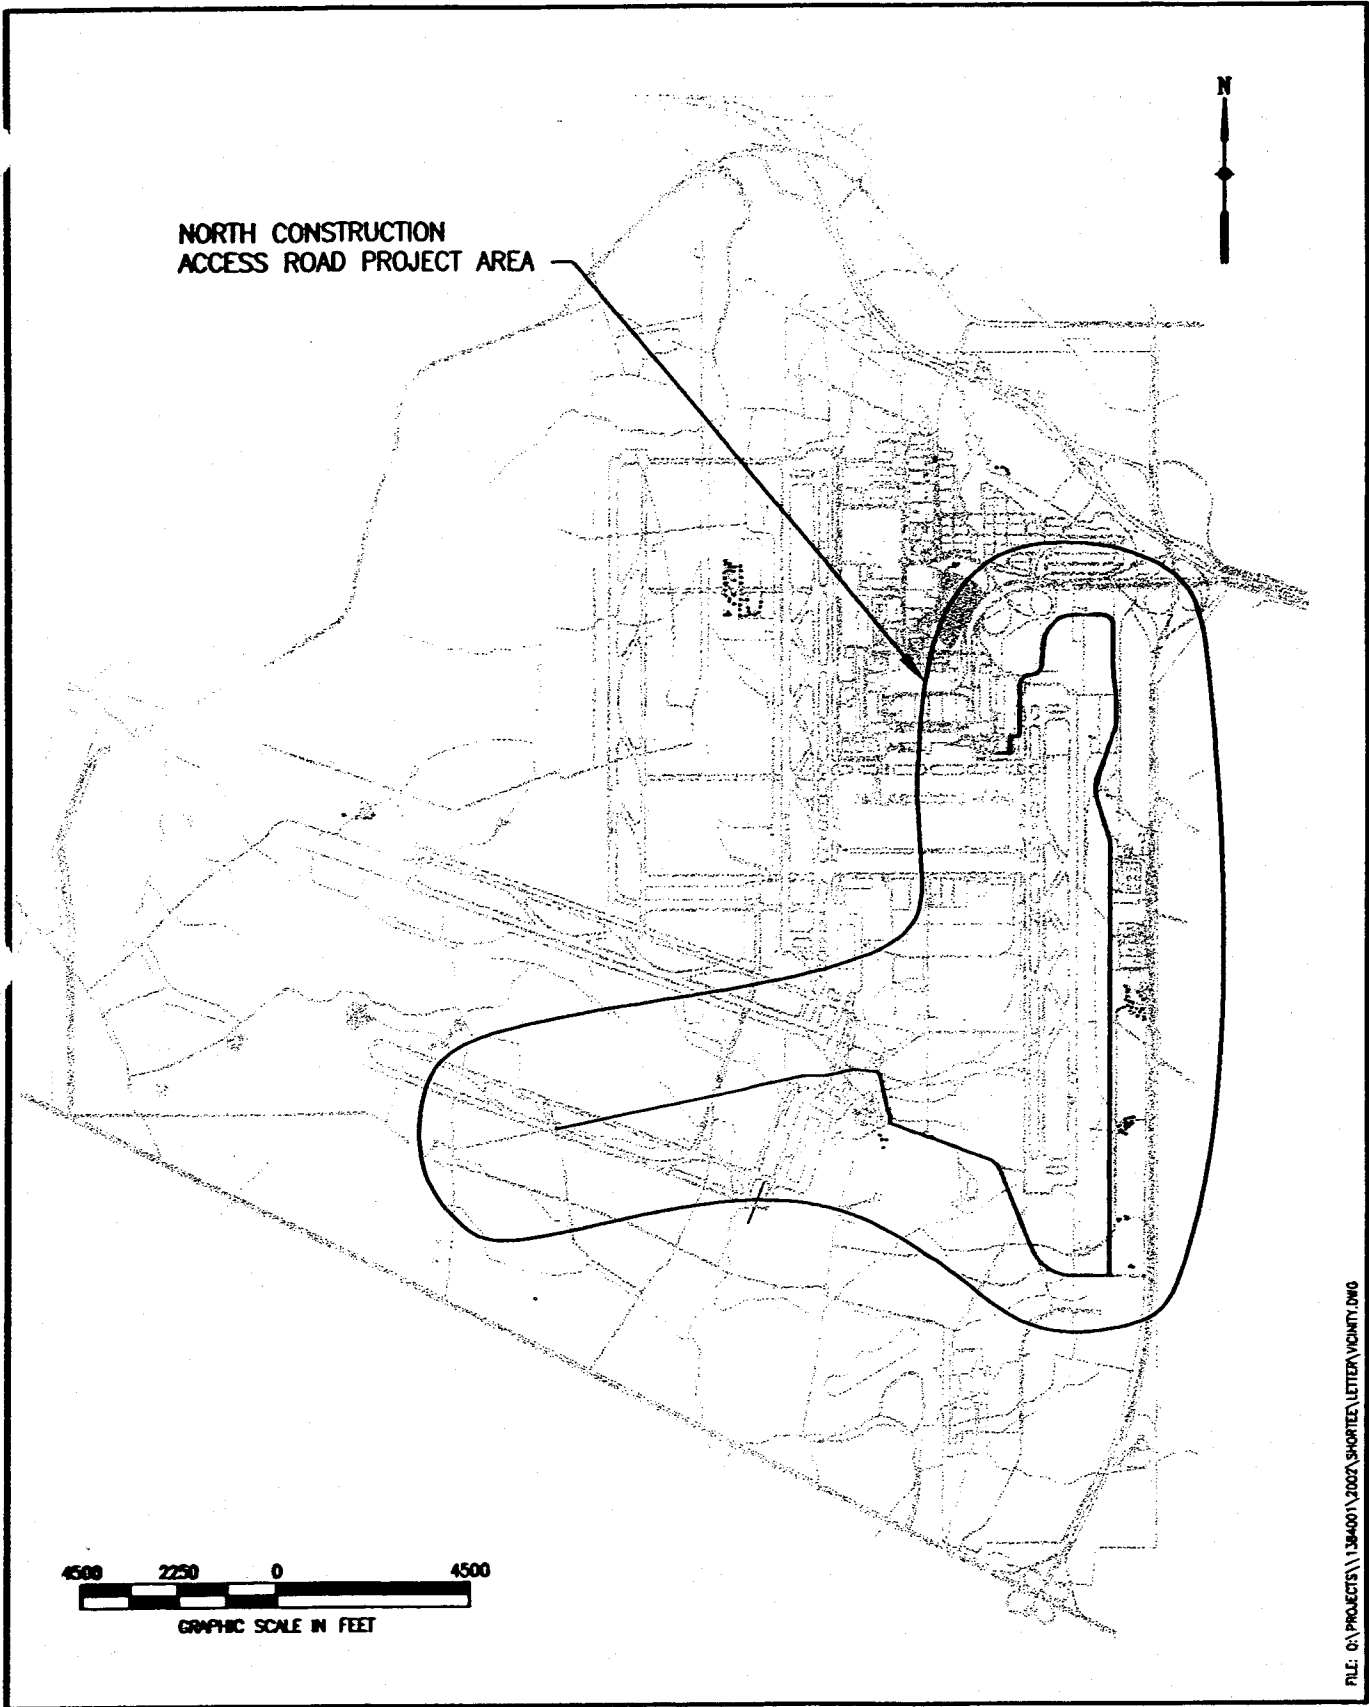 N
NORTH CONSTRUCTION
ACCESS ROAD PROJECT AREA
4500 2250 0 4500
GRAPHIC SCALE IN FEET
FILE: O:\PROJECTS\1384001\2002\SHORTEE\LETTER\VICINITY.DWG